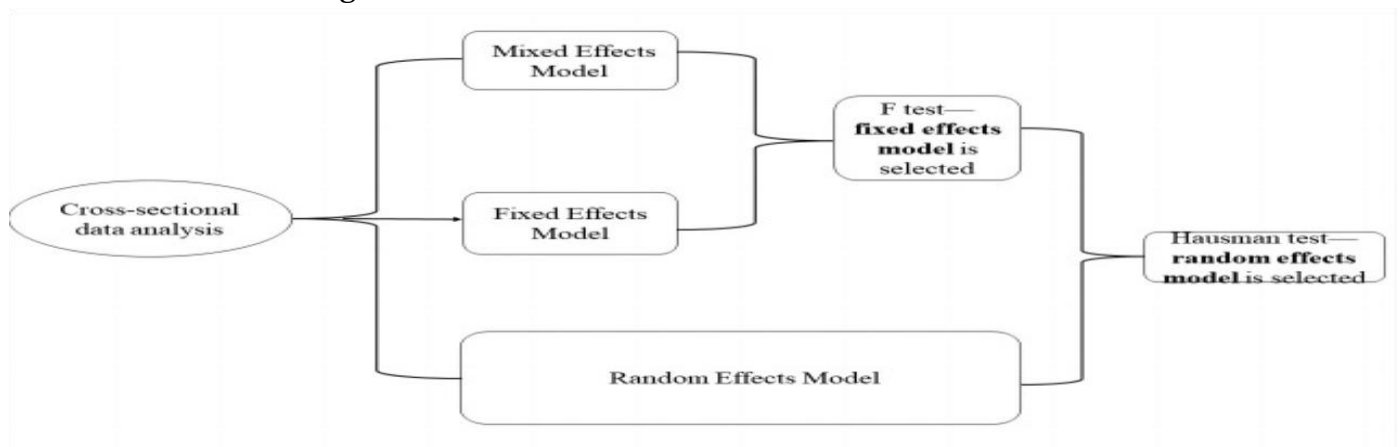 Mixed Effects
Model
F test—
fixed effects
model is
selected
Cross-sectional
data analysis
Fixed Effects
Model
Hausman test—
random effects
model is selected
Random Effects Model